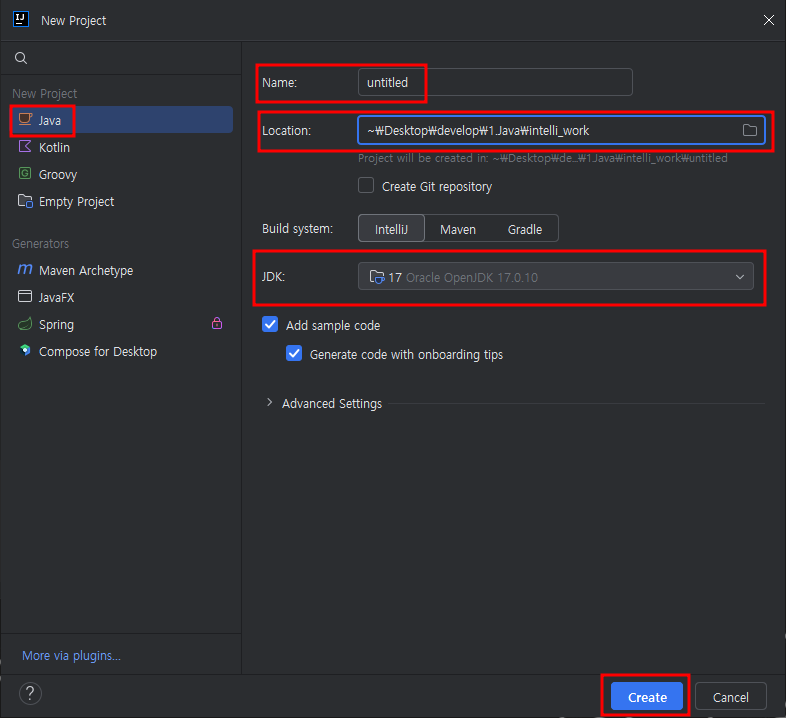 New Project
New Project
Java
Kotlin
Groovy
Empty Project
Generators
Maven Archetype
JavaFX
Spring
Compose for Desktop
More via plugins...
Name: untitled
Location: ~₩Desktop₩develop₩1.Java₩intelli_work
Project will be created in: ~₩Desktop₩de...₩1.Java₩intelli_work₩untitled
Create Git repository
Build system: IntelliJ Maven Gradle
JDK: 17 Oracle OpenJDK 17.0.10
Add sample code
Generate code with onboarding tips
Advanced Settings
? Create Cancel